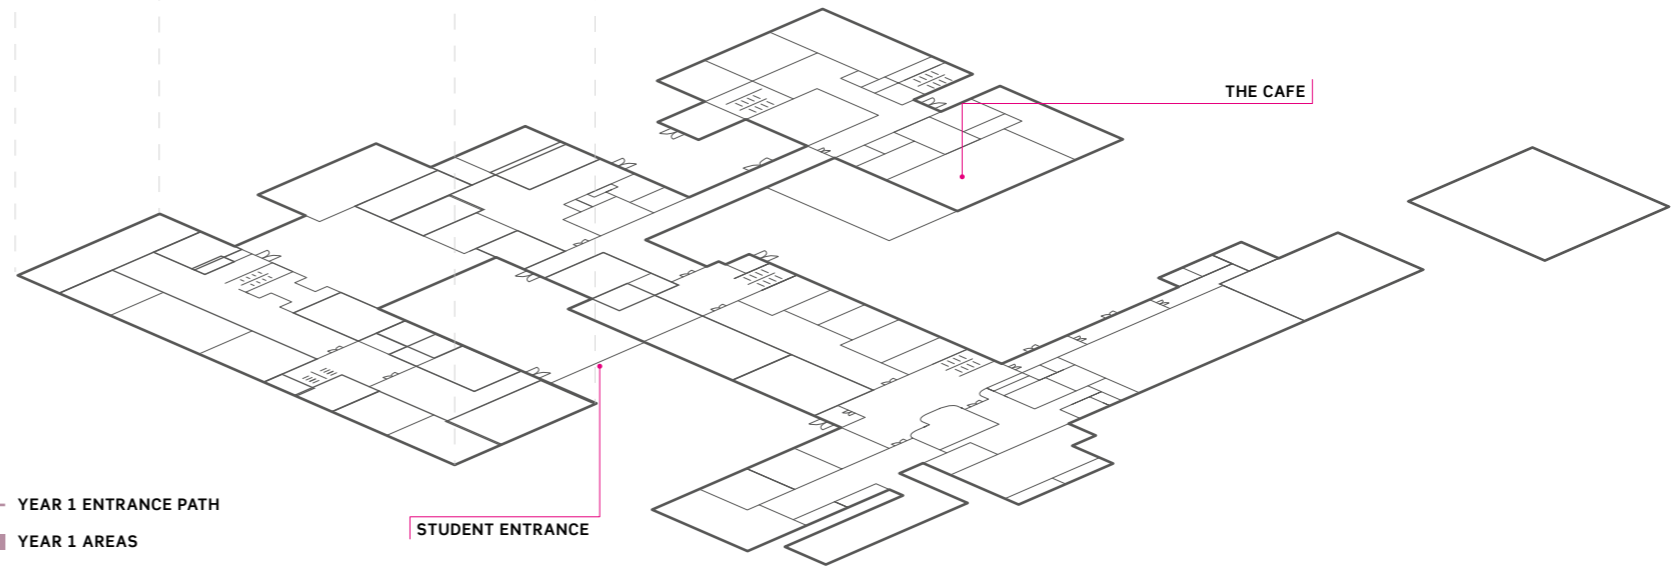 THE CAFE
YEAR 1 ENTRANCE PATH
STUDENT ENTRANCE
YEAR 1 AREAS